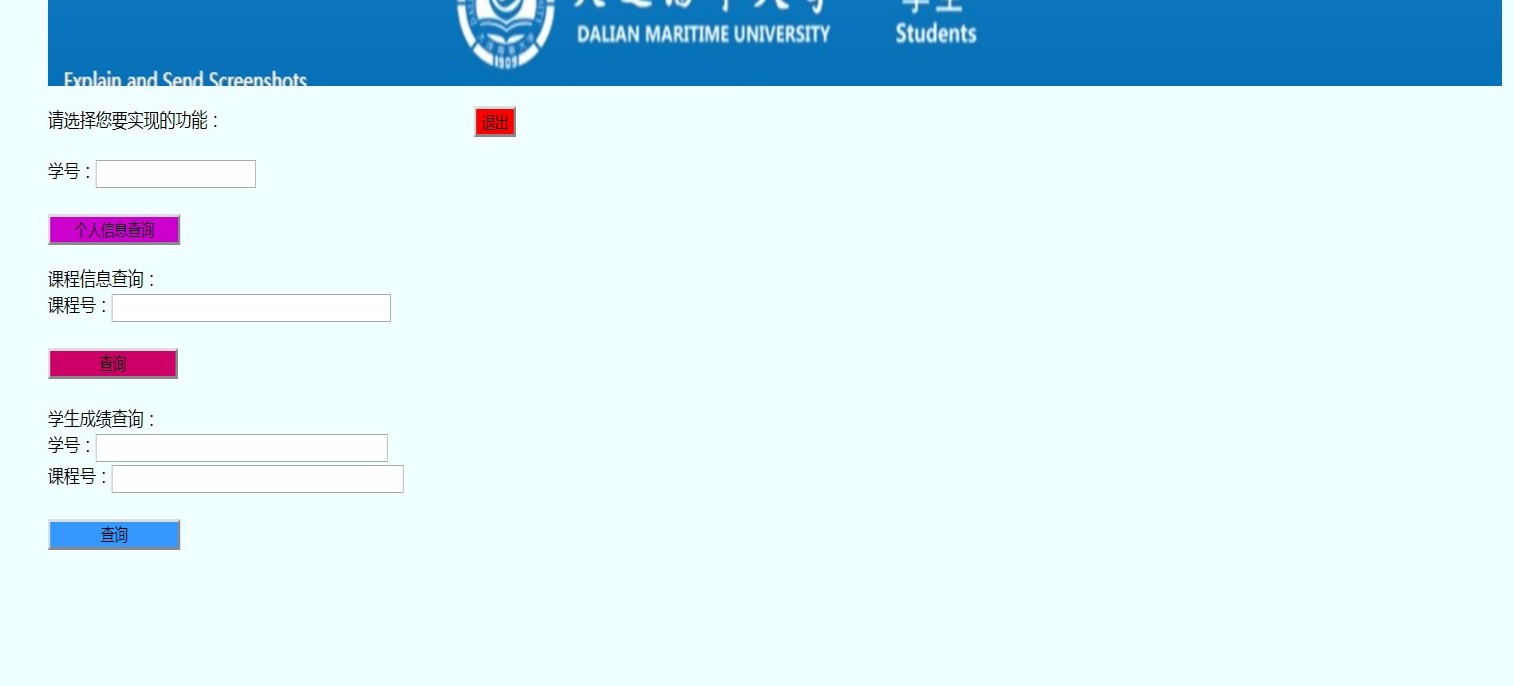 DALIAN MARITIME UNIVERSITY
Students
1909
Explain and Send Screenshots
请选择您要实现的功能：
退出
学号：
个人信息查询
课程信息查询：
课程号：
查询
学生成绩查询：
学号：
课程号：
查询